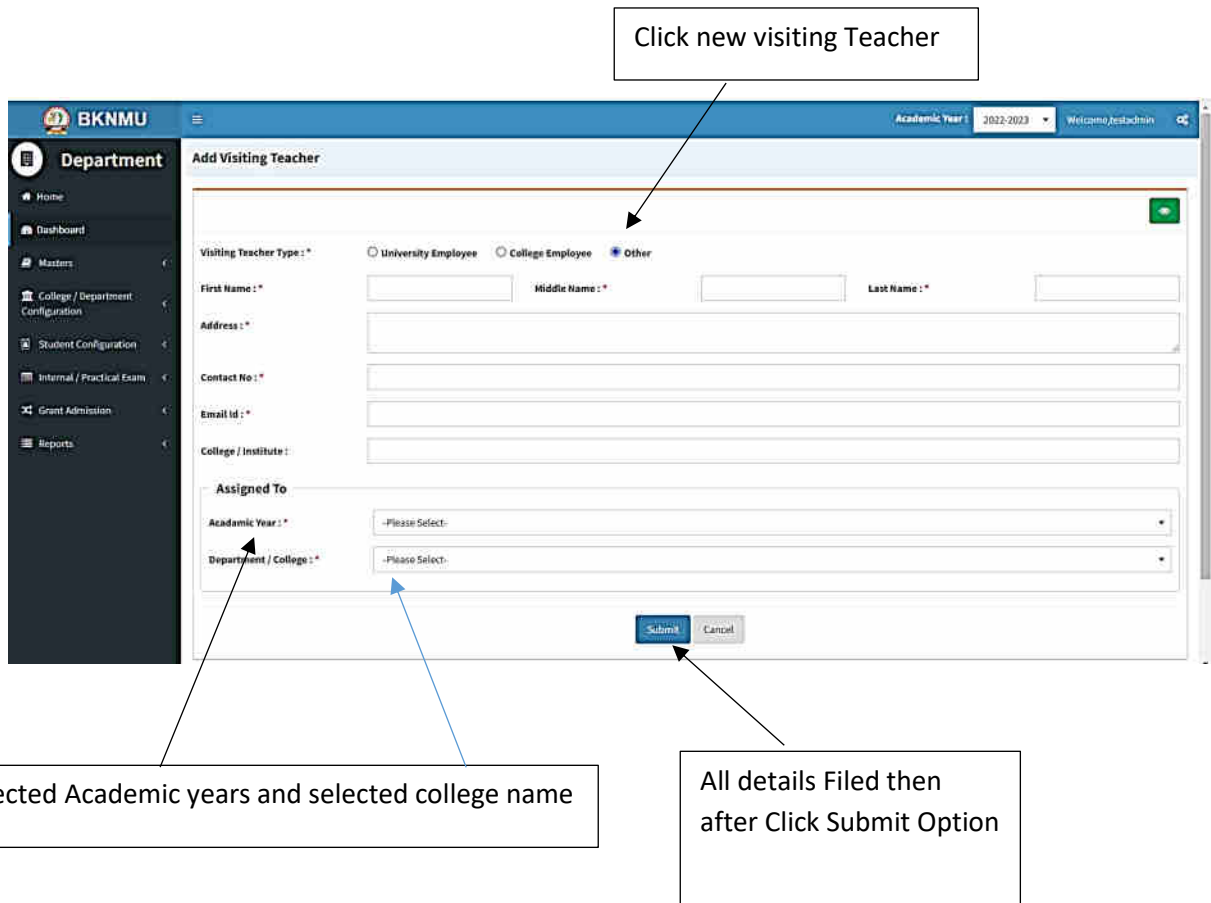 Click new visiting Teacher
BKNMU
Academic Year : 2022-2023 Welcome,testadmin
Department
Add Visiting Teacher
Home
Dashboard
Masters
College / Department
Configuration
Student Configuration
Internal / Practical Exam
Grant Admission
Reports
Visiting Teacher Type : * University Employee College Employee Other
First Name : * Middle Name : * Last Name : *
Address : *
Contact No : *
Email Id : *
College / Institute :
Assigned To
Acadamic Year : * -Please Select-
Department / College : * -Please Select-
Submit Cancel
ected Academic years and selected college name
All details Filed then
after Click Submit Option